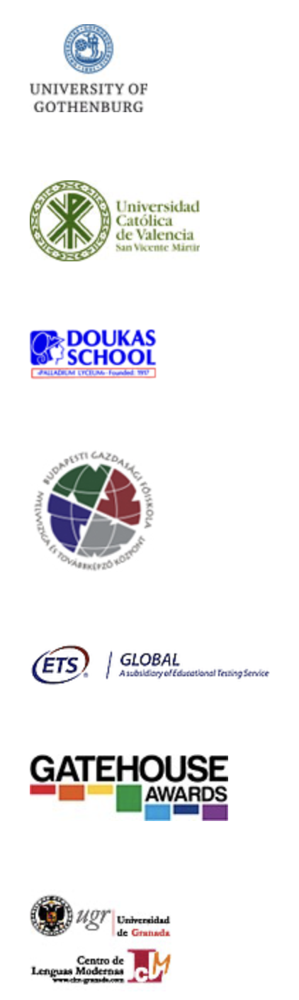 UNIVERSITY OF
GOTHENBURG
Universidad
Católica
de Valencia
San Vicente Mártir
DOUKAS
SCHOOL
«PALLADIUM LYCEUM» Founded: 1917
BUDAPESTI GAZDASÁGI FŐISKOLA
NYELVVIZSGA ÉS TOVÁBBKÉPZŐ KÖZPONT
ETS
GLOBAL
A subsidiary of Educational Testing Service
GATEHOUSE
AWARDS
ugr
Universidad
de Granada
Centro de
Lenguas Modernas
www.clm-granada.com
CLM